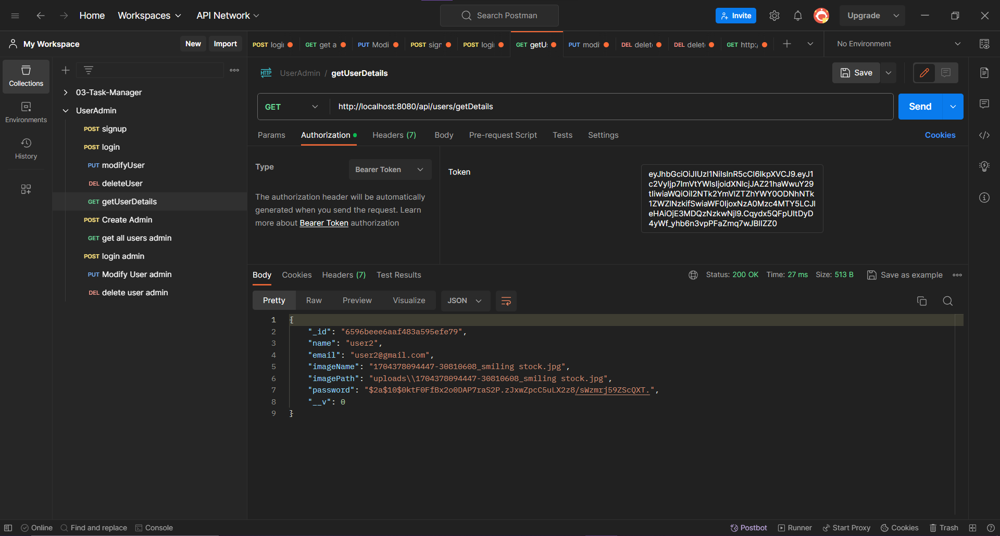 Home Workspaces API Network Search Postman Invite Upgrade
My Workspace New Import
POST logi GET get a PUT Modi POST sigr POST logi GET getU: PUT modi DEL delet DEL delet GET http:/ No Environment
Collections
Environments
History
03-Task-Manager
UserAdmin
POST signup
POST login
PUT modifyUser
DEL deleteUser
GET getUserDetails
POST Create Admin
GET get all users admin
POST login admin
PUT Modify User admin
DEL delete user admin
HTTP UserAdmin / getUserDetails Save
GET http://localhost:8080/api/users/getDetails Send
Params Authorization Headers (7) Body Pre-request Script Tests Settings Cookies
Type Bearer Token
The authorization header will be automatically
generated when you send the request. Learn
more about Bearer Token authorization
Token
eyJhbGciOiJIUzI1NiIsInR5cCI6IkpXVCJ9.eyJ1
c2VyIjp7ImVtYWlsIjoidXNlcjJAZ21haWwuY29
tIiwiaWQiOiI2NTk2YmVlZTZhYWY0ODNhNTk
1ZWZlNzkifSwiaWF0IjoxNzA0Mzc4MTY5LCJl
eHAiOjE3MDQzNzkwNjl9.Cqydx5QFpUItDyD
4yWf_yhb6n3vpPFaZmq7wJBIlZZ0
Body Cookies Headers (7) Test Results Status: 200 OK Time: 27 ms Size: 513 B Save as example
Pretty Raw Preview Visualize JSON
1 {
2 "_id": "6596beee6aaf483a595efe79",
3 "name": "user2",
4 "email": "user2@gmail.com",
5 "imageName": "1704378094447-30810608_smiling stock.jpg",
6 "imagePath": "uploads\\1704378094447-30810608_smiling stock.jpg",
7 "password": "$2a$10$0ktF0FfBx2o0DAP7raS2P.zJxwZpcC5uLX2z8/sWzmrj59ZScQXT.",
8 "__v": 0
9 }
Online Find and replace Console Postbot Runner Start Proxy Cookies Trash